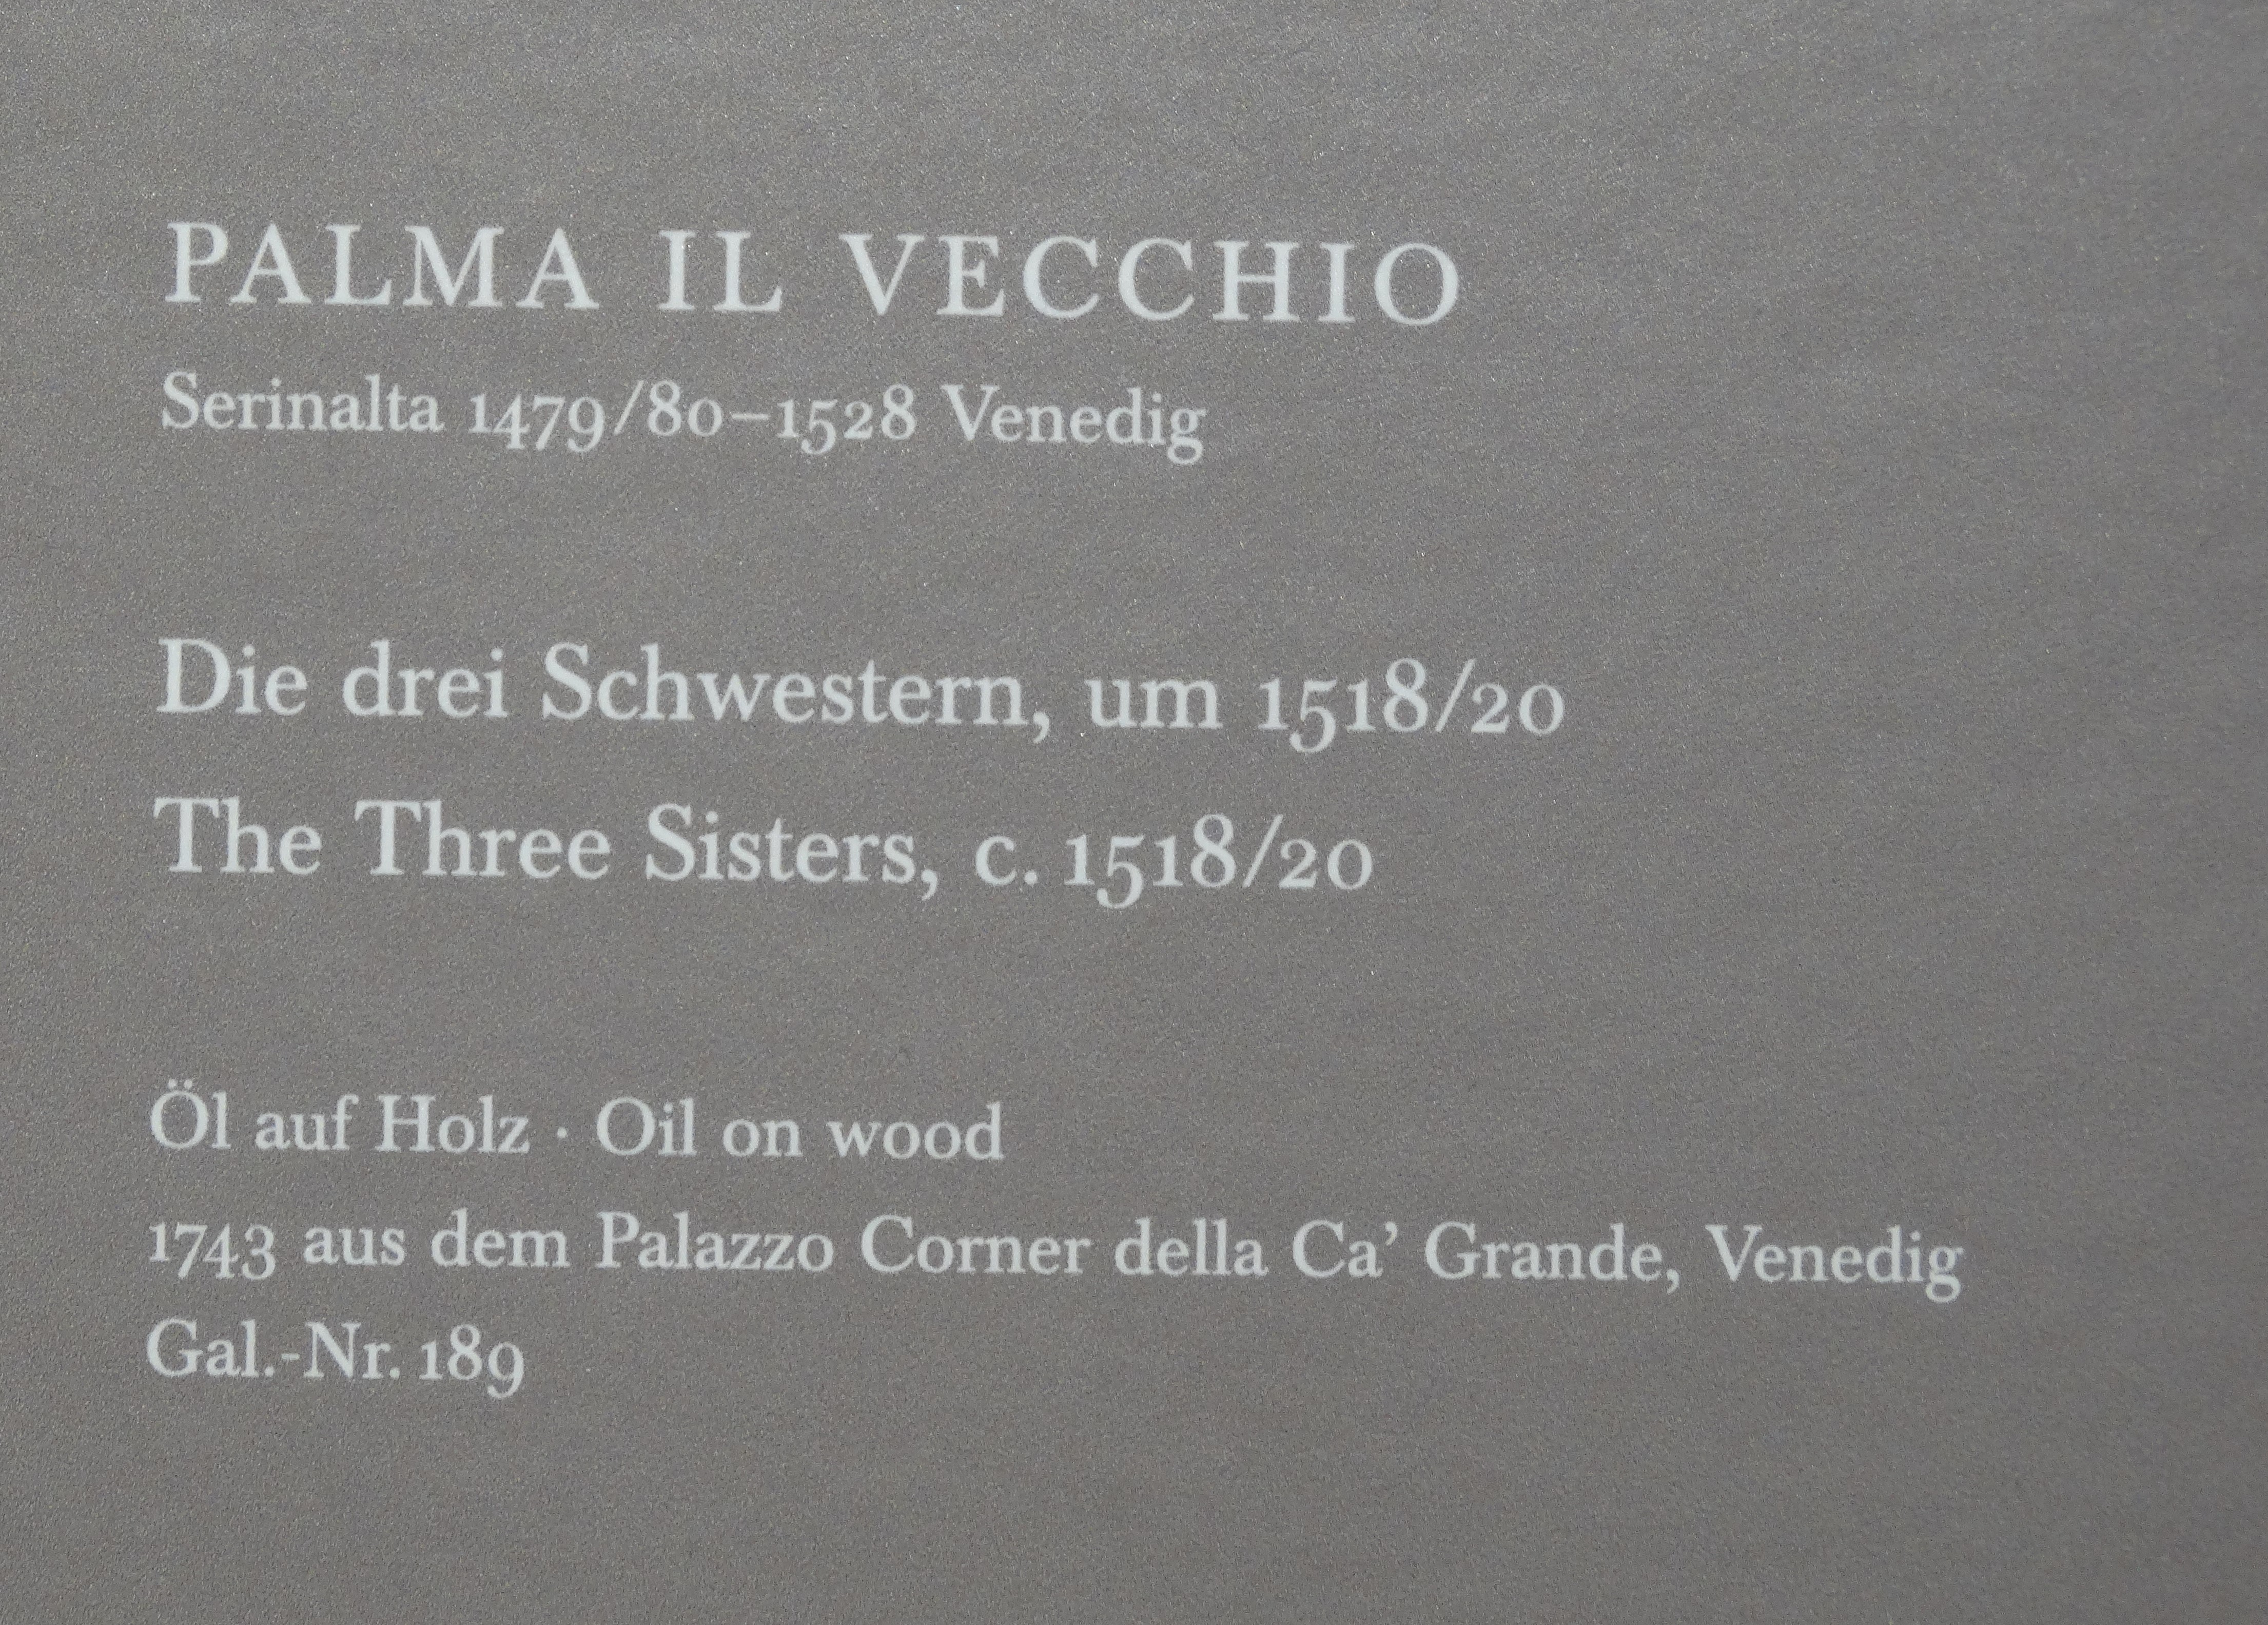 PALMA IL VECCHIO
Serinalta 1479/80–1528 Venedig
Die drei Schwestern, um 1518/20
The Three Sisters, c. 1518/20
Öl auf Holz · Oil on wood
1743 aus dem Palazzo Corner della Ca’ Grande, Venedig
Gal.-Nr. 189